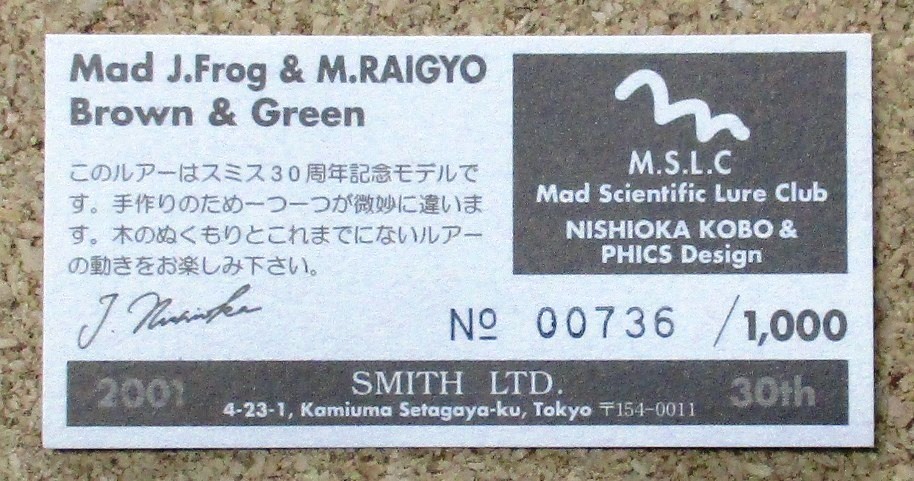 Mad J.Frog & M.RAIGYO
Brown & Green
このルアーはスミス30周年記念モデルで
す。手作りのため一つ一つが微妙に違いま
す。木のぬくもりとこれまでにないルアー
の動きをお楽しみ下さい。
M.S.L.C
Mad Scientific Lure Club
NISHIOKA KOBO &
PHICS Design
J. Nishioka
Nº 00736 /1,000
2001 SMITH LTD. 30th
4-23-1, Kamiuma Setagaya-ku, Tokyo 〒154-0011